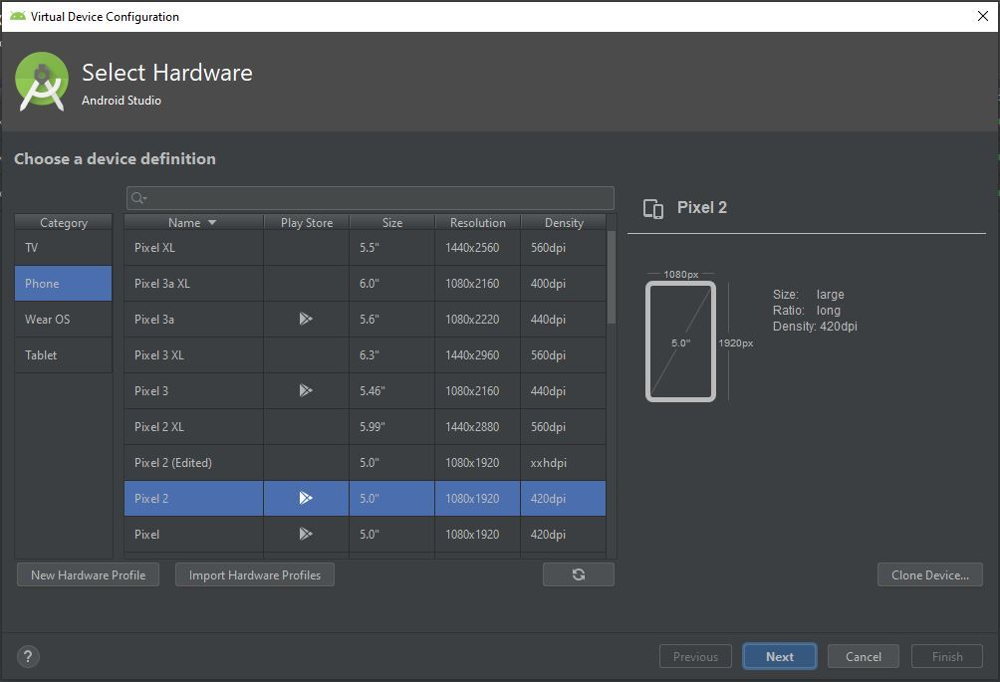 Virtual Device Configuration
Select Hardware
Android Studio
Choose a device definition
Category
TV
Phone
Wear OS
Tablet
Name Play Store Size Resolution Density
Pixel XL 5.5" 1440x2560 560dpi
Pixel 3a XL 6.0" 1080x2160 400dpi
Pixel 3a 5.6" 1080x2220 440dpi
Pixel 3 XL 6.3" 1440x2960 560dpi
Pixel 3 5.46" 1080x2160 440dpi
Pixel 2 XL 5.99" 1440x2880 560dpi
Pixel 2 (Edited) 5.0" 1080x1920 xxhdpi
Pixel 2 5.0" 1080x1920 420dpi
Pixel 5.0" 1080x1920 420dpi
Pixel 2
1080px
5.0"
1920px
Size: large
Ratio: long
Density: 420dpi
New Hardware Profile
Import Hardware Profiles
Clone Device...
?
Previous
Next
Cancel
Finish